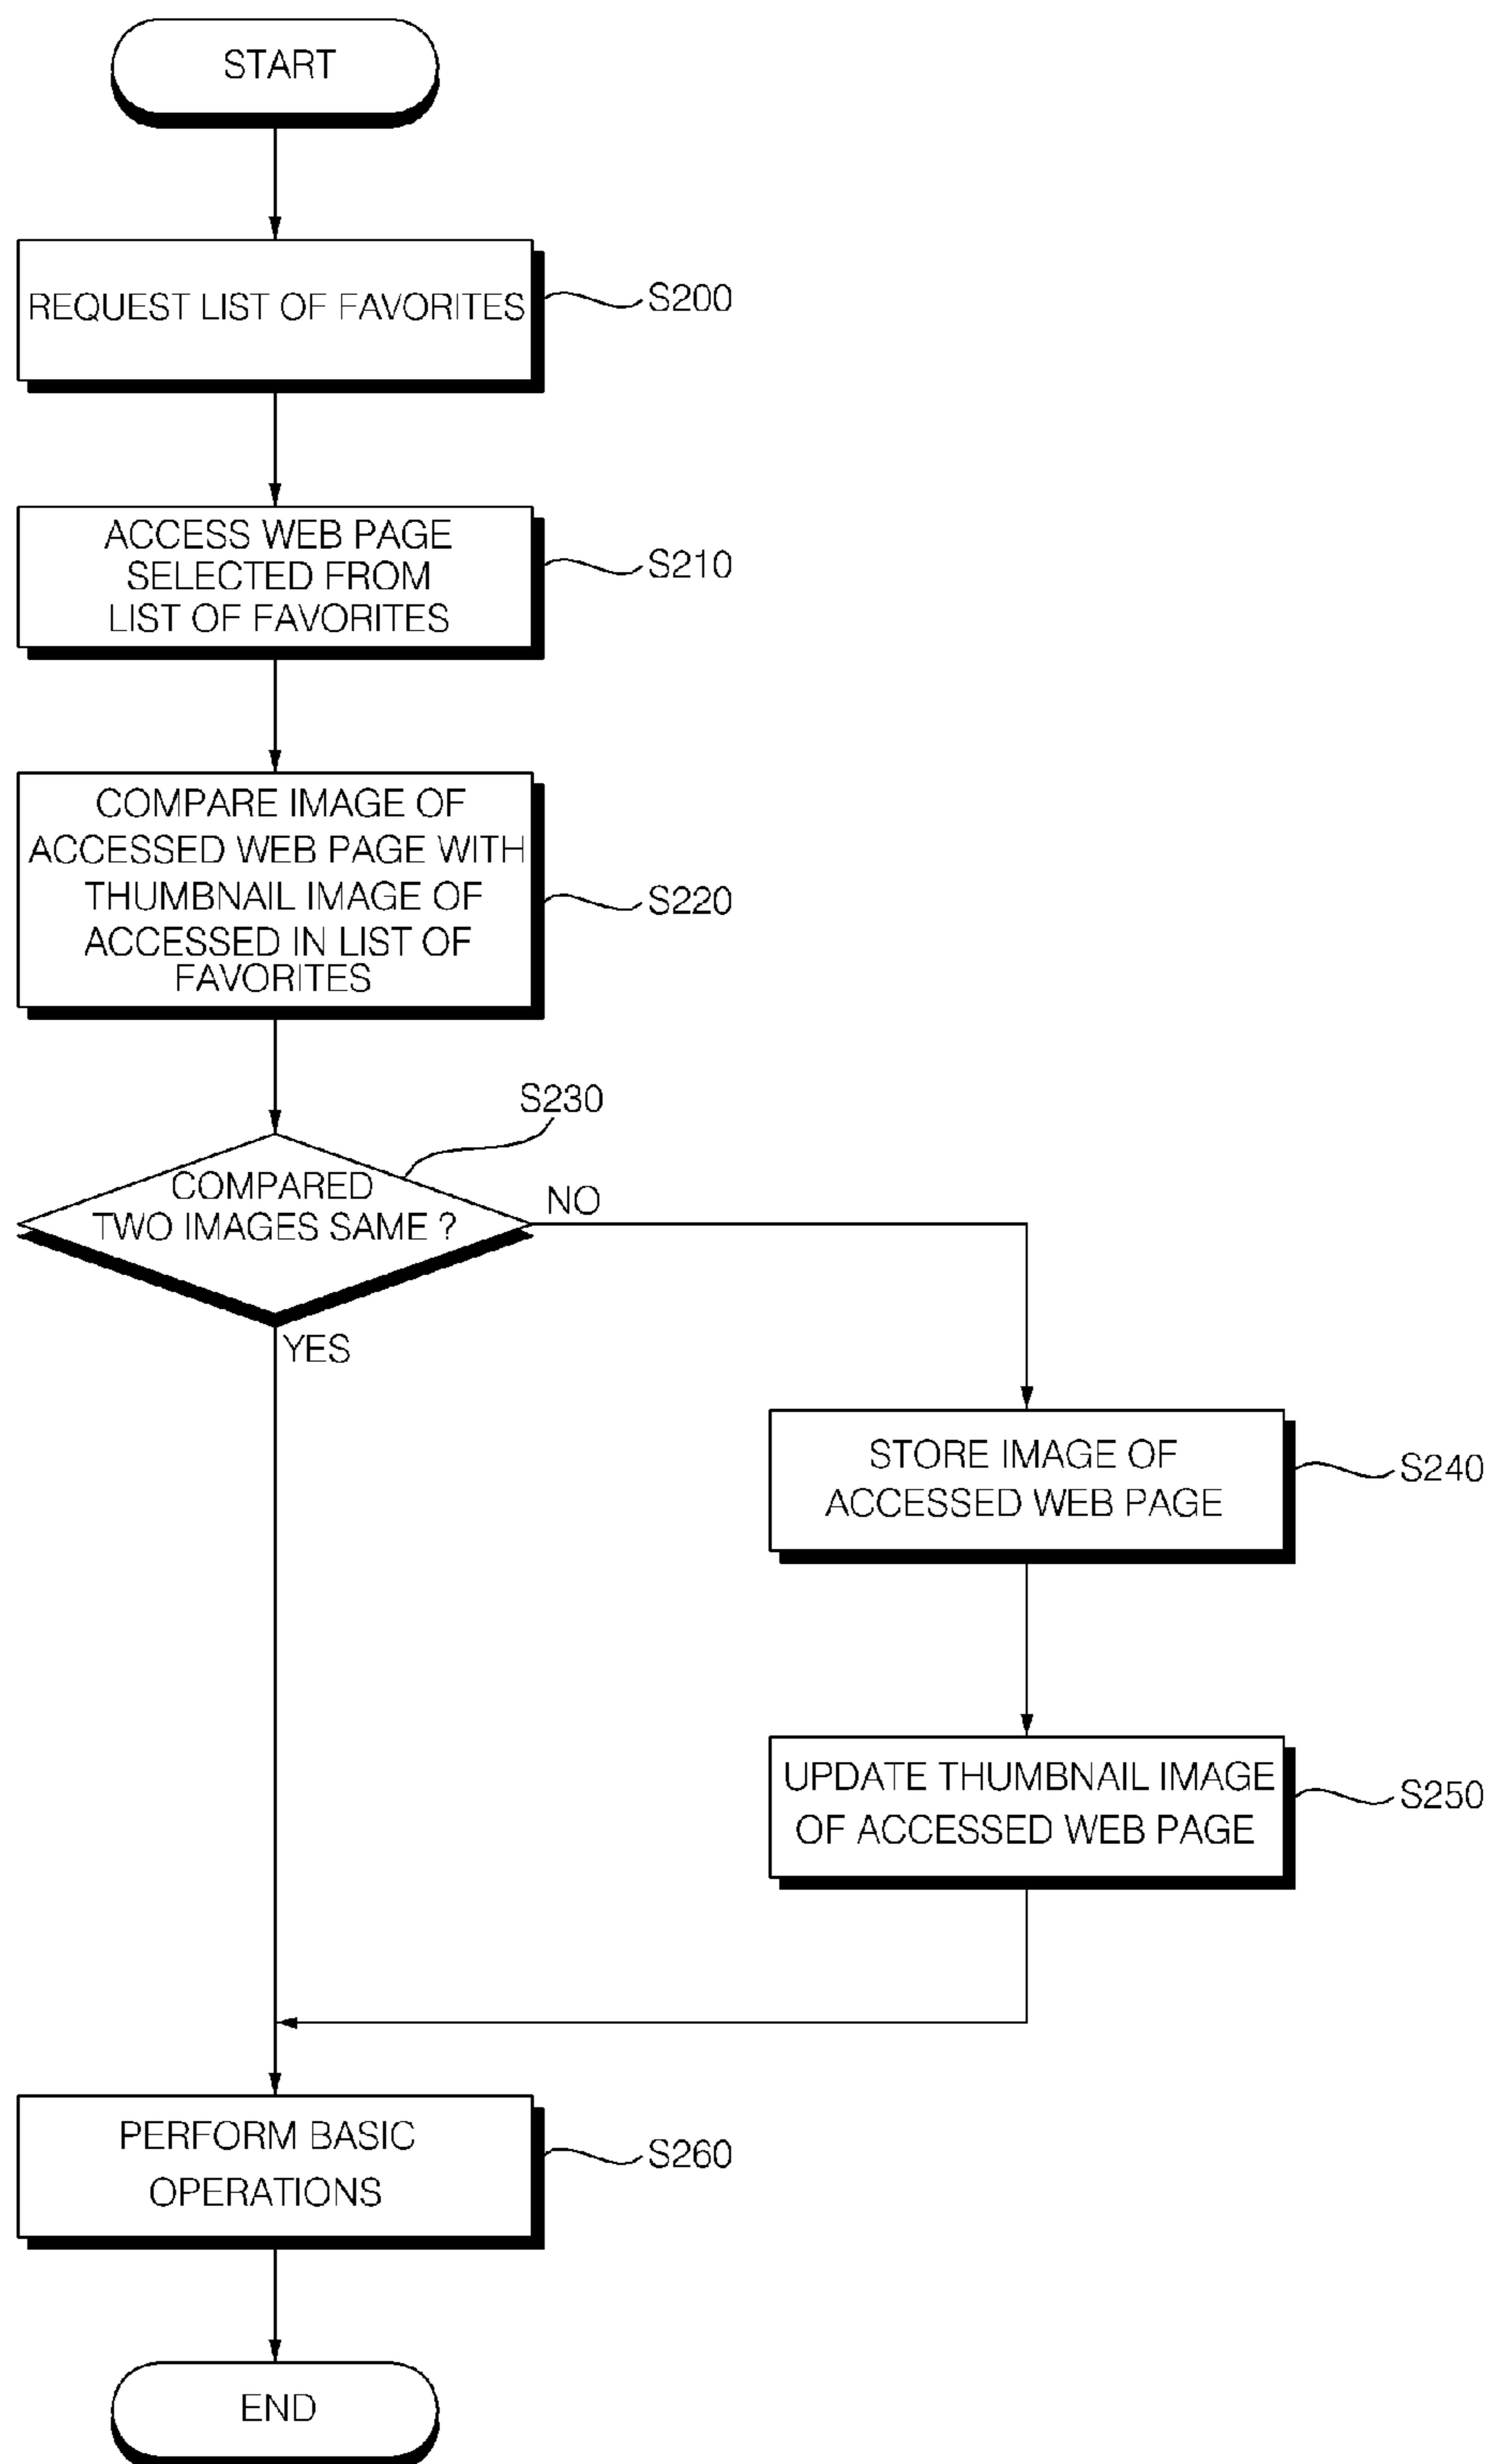 START
REQUEST LIST OF FAVORITES
S200
ACCESS WEB PAGE
SELECTED FROM
LIST OF FAVORITES
S210
COMPARE IMAGE OF
ACCESSED WEB PAGE WITH
THUMBNAIL IMAGE OF
ACCESSED IN LIST OF
FAVORITES
S220
S230
COMPARED
TWO IMAGES SAME ?
NO
YES
STORE IMAGE OF
ACCESSED WEB PAGE
S240
UPDATE THUMBNAIL IMAGE
OF ACCESSED WEB PAGE
S250
PERFORM BASIC
OPERATIONS
S260
END